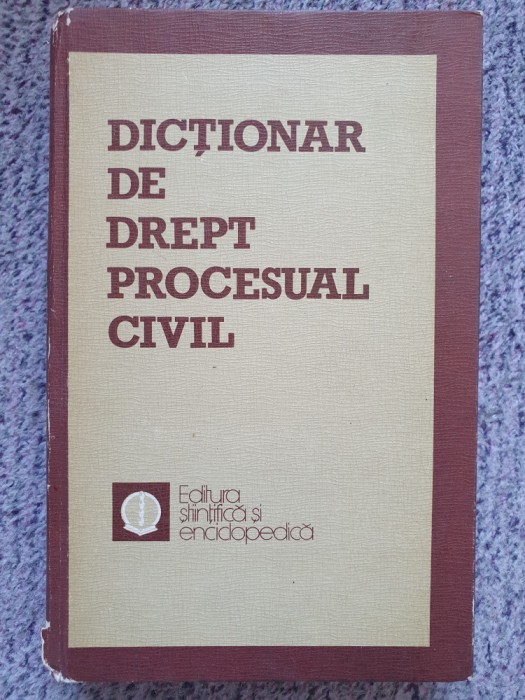 DICȚIONAR
DE
DREPT
PROCESUAL
CIVIL
Editura
științifică și
enciclopedică